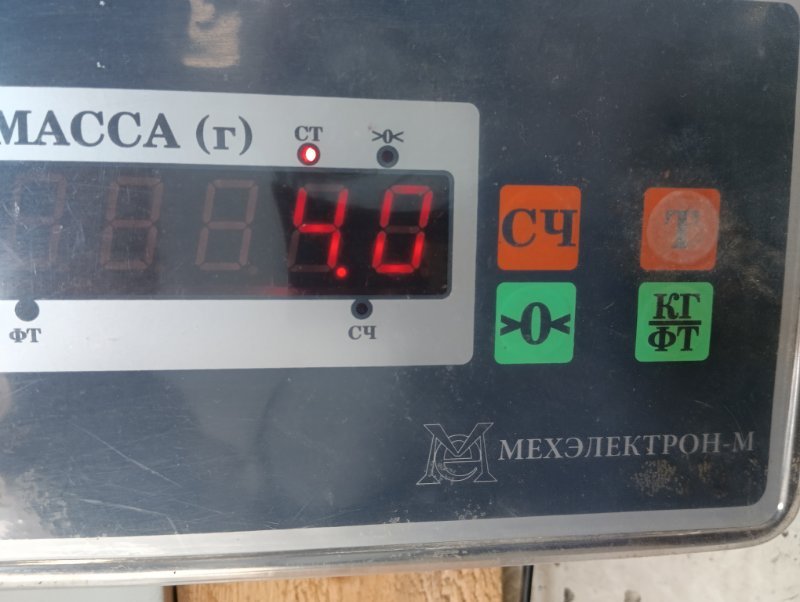 МАССА (г)
СТ
>0<
4.0
ФТ
СЧ
СЧ
Т
>0<
КГ
ФТ
МЕХЭЛЕКТРОН-М